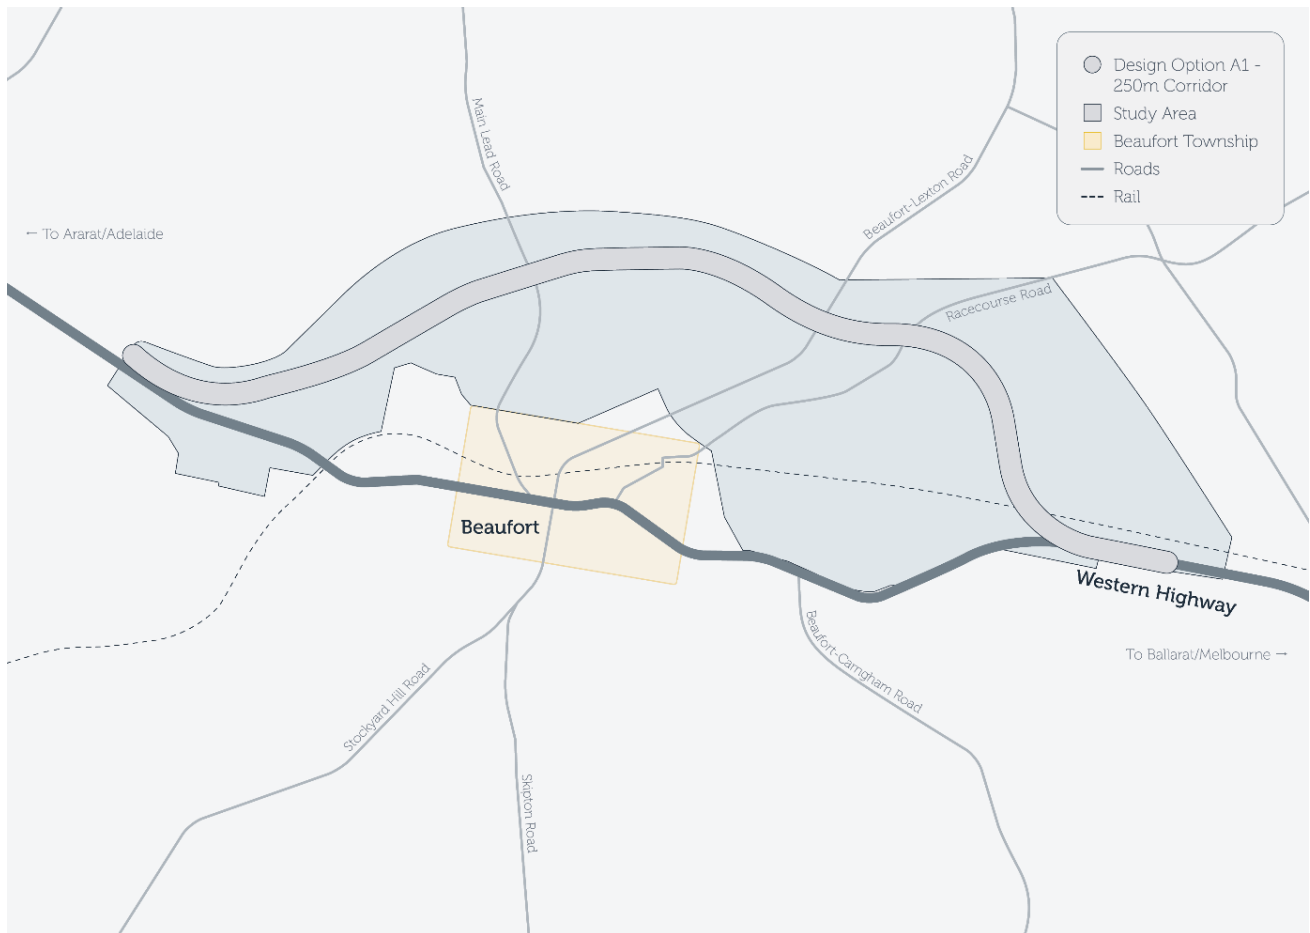 Design Option A1 -
250m Corridor
Study Area
Beaufort Township
Roads
Rail
Main Lead Road
Beaufort-Lexton Road
← To Ararat/Adelaide
Racecourse Road
Beaufort
Western Highway
To Ballarat/Melbourne →
Beaufort-Carngham Road
Stockyard Hill Road
Skipton Road